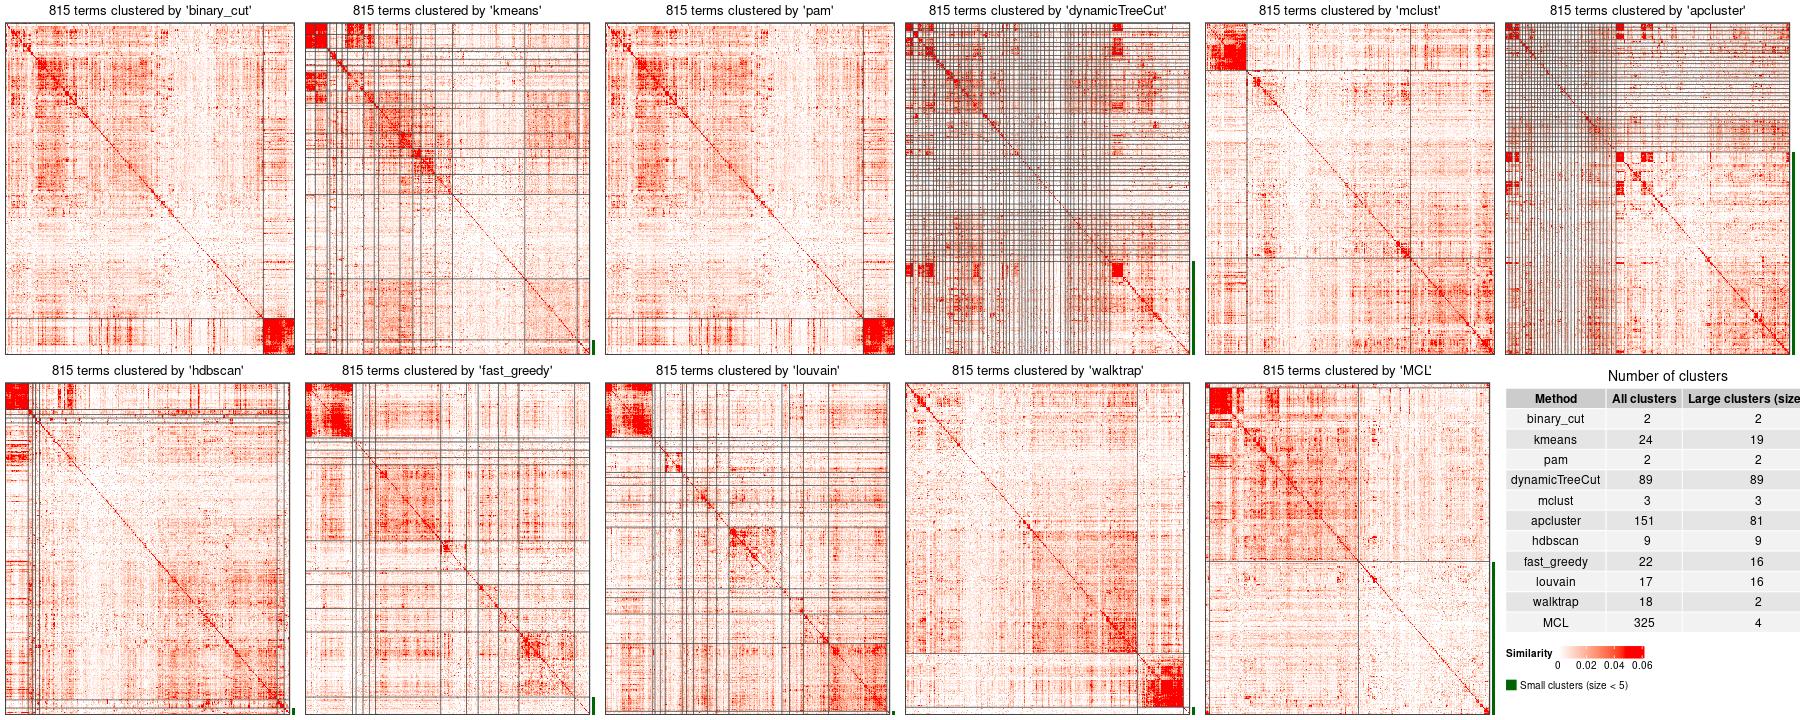 815 terms clustered by 'binary_cut'
815 terms clustered by 'kmeans'
815 terms clustered by 'pam'
815 terms clustered by 'dynamicTreeCut'
815 terms clustered by 'mclust'
815 terms clustered by 'apcluster'
815 terms clustered by 'hdbscan'
815 terms clustered by 'fast_greedy'
815 terms clustered by 'louvain'
815 terms clustered by 'walktrap'
815 terms clustered by 'MCL'
Number of clusters
Method All clusters Large clusters (size
binary_cut 2 2
kmeans 24 19
pam 2 2
dynamicTreeCut 89 89
mclust 3 3
apcluster 151 81
hdbscan 9 9
fast_greedy 22 16
louvain 17 16
walktrap 18 2
MCL 325 4
Similarity
0 0.02 0.04 0.06
Small clusters (size < 5)